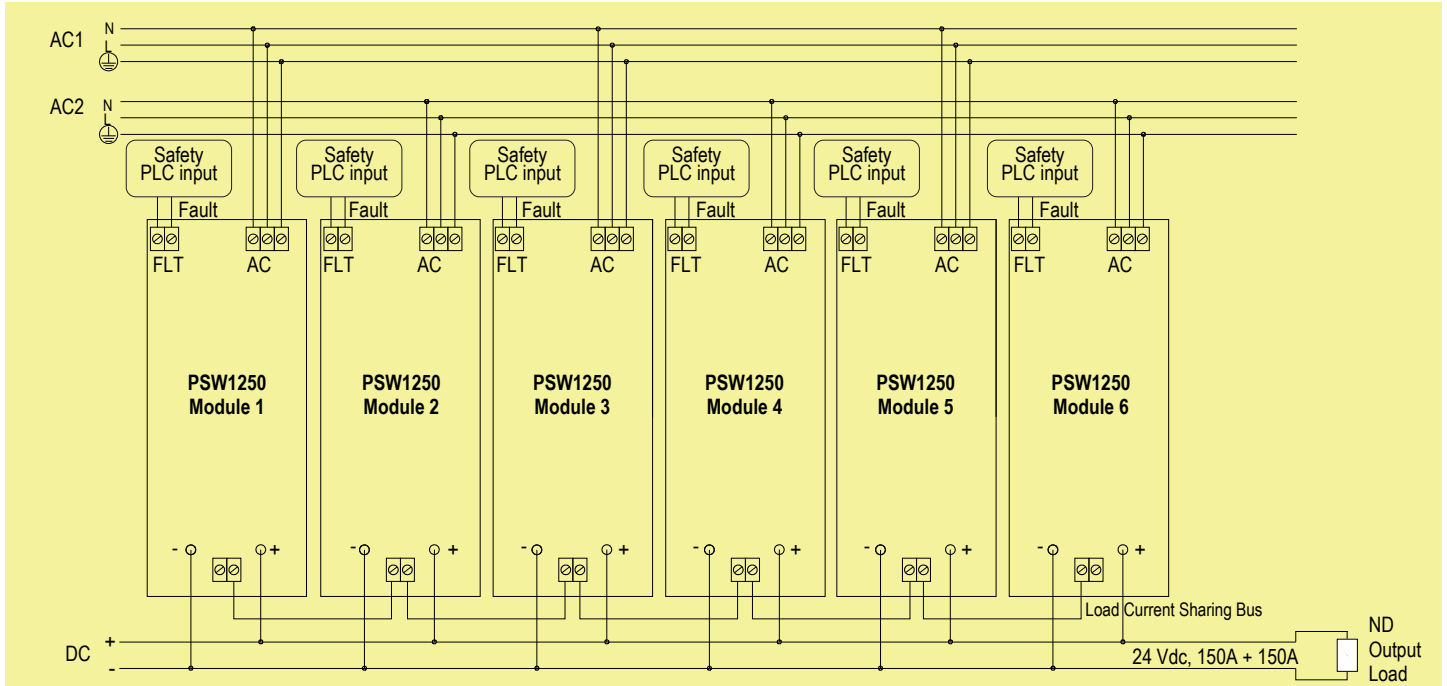 AC1 N
L
AC2 N
L
Safety
PLC input
Safety
PLC input
Safety
PLC input
Safety
PLC input
Safety
PLC input
Safety
PLC input
Fault
Fault
Fault
Fault
Fault
Fault
FLT AC
FLT AC
FLT AC
FLT AC
FLT AC
FLT AC
PSW1250
Module 1
PSW1250
Module 2
PSW1250
Module 3
PSW1250
Module 4
PSW1250
Module 5
PSW1250
Module 6
- +
- +
- +
- +
- +
- +
Load Current Sharing Bus
DC + -
24 Vdc, 150A + 150A
ND
Output
Load